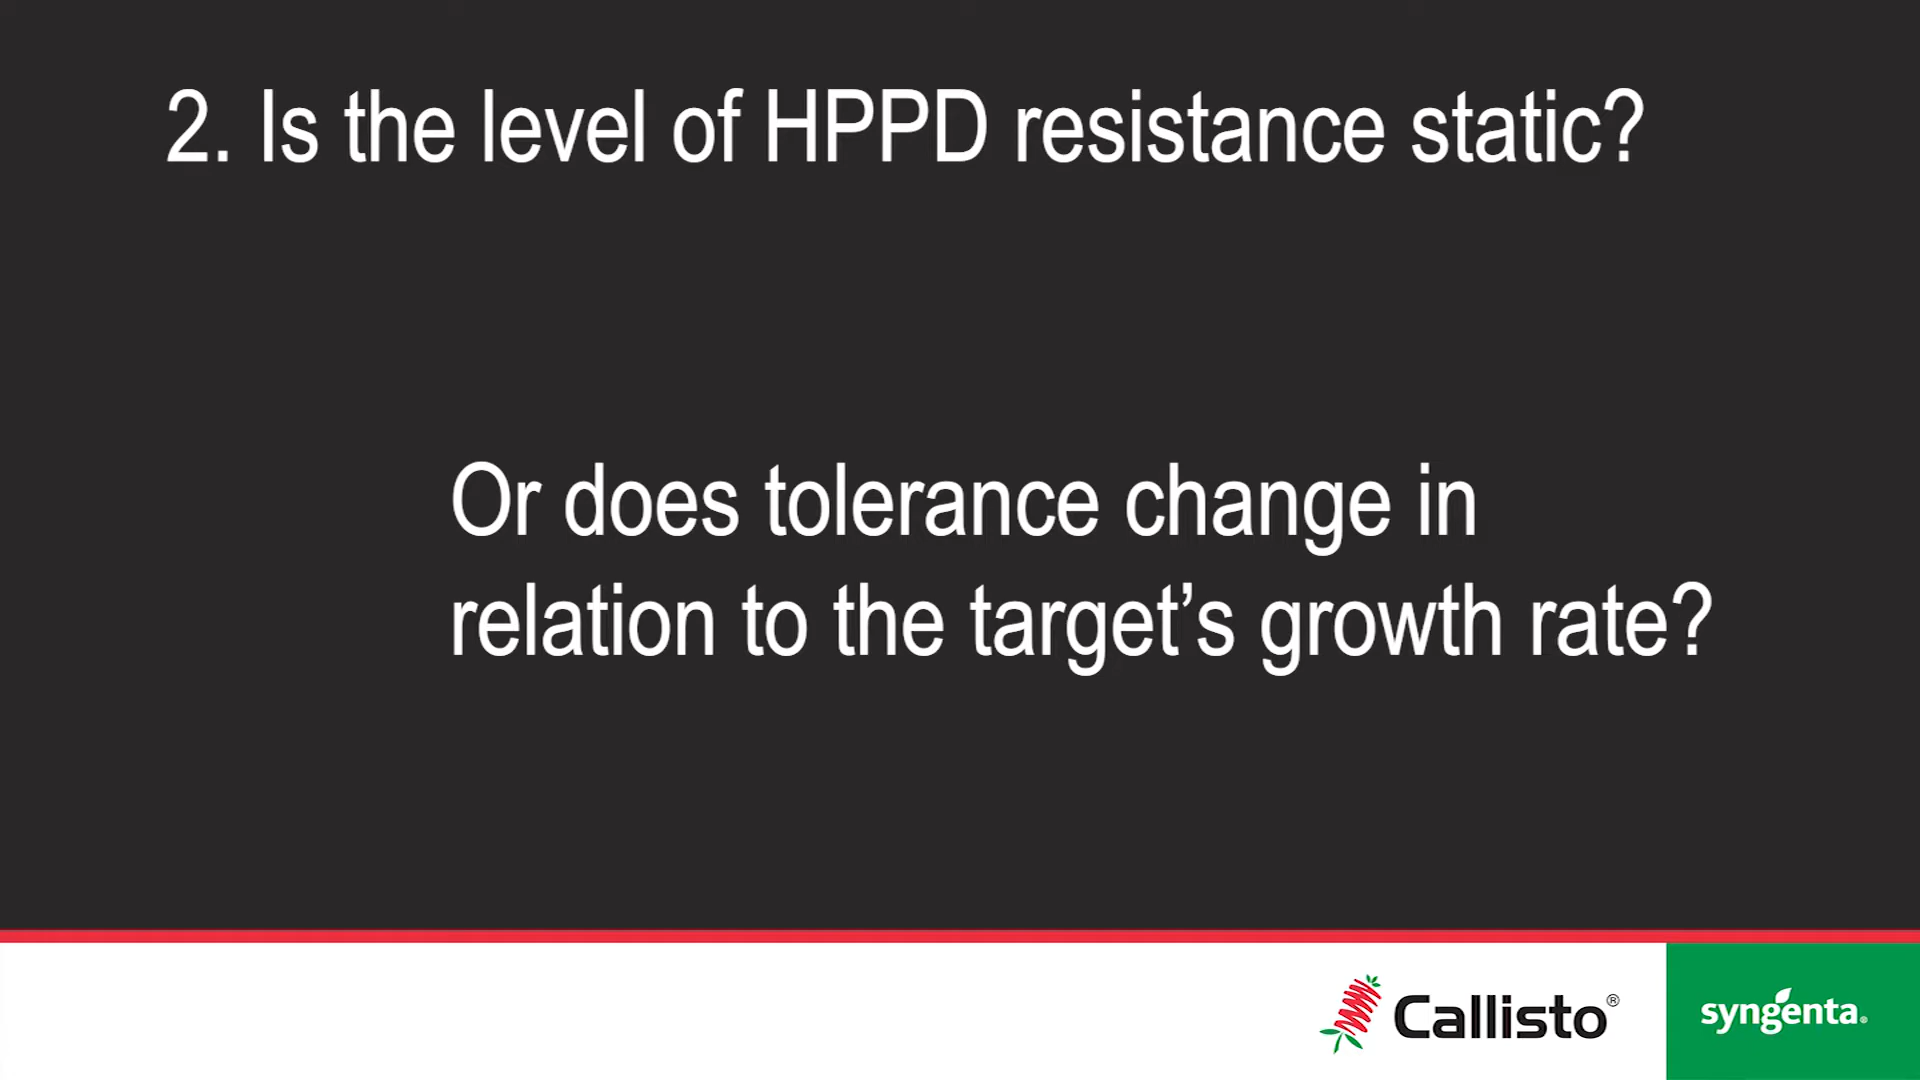 2. Is the level of HPPD resistance static?
Or does tolerance change in
relation to the target’s growth rate?
Callisto®
syngenta®